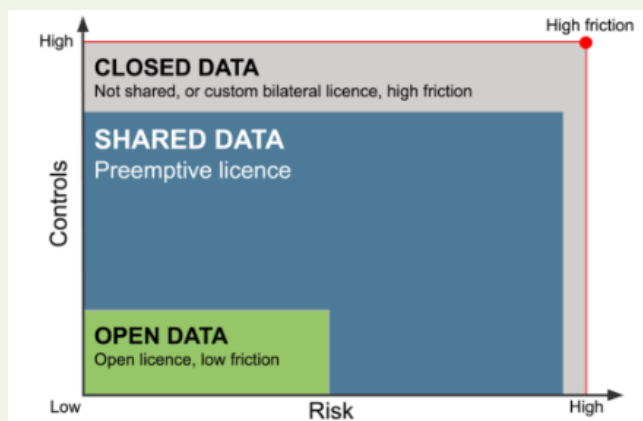 High friction
High
CLOSED DATA
Not shared, or custom bilateral licence, high friction
SHARED DATA
Preemptive licence
Controls
OPEN DATA
Open licence, low friction
Low
Risk
High